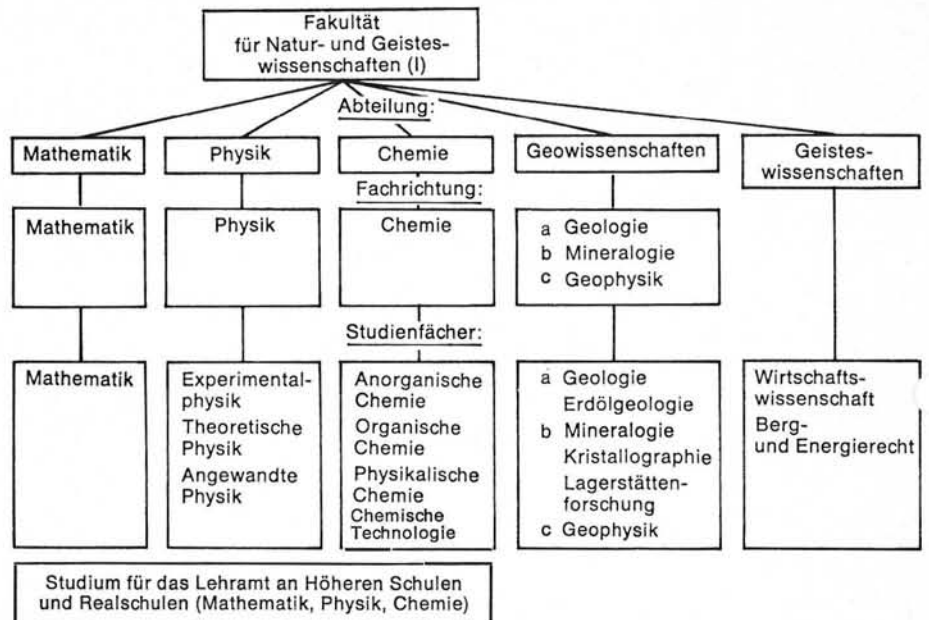 Fakultät
für Natur- und Geistes-
wissenschaften (I)
Abteilung:
Mathematik
Physik
Chemie
Geowissenschaften
Geistes-
wissenschaften
Fachrichtung:
Mathematik
Physik
Chemie
a Geologie
b Mineralogie
c Geophysik
Studienfächer:
Mathematik
Experimental-
physik
Theoretische
Physik
Angewandte
Physik
Anorganische
Chemie
Organische
Chemie
Physikalische
Chemie
Chemische
Technologie
a Geologie
Erdölgeologie
b Mineralogie
Kristallographie
Lagerstätten-
forschung
c Geophysik
Wirtschafts-
wissenschaft
Berg-
und Energierecht
Studium für das Lehramt an Höheren Schulen
und Realschulen (Mathematik, Physik, Chemie)